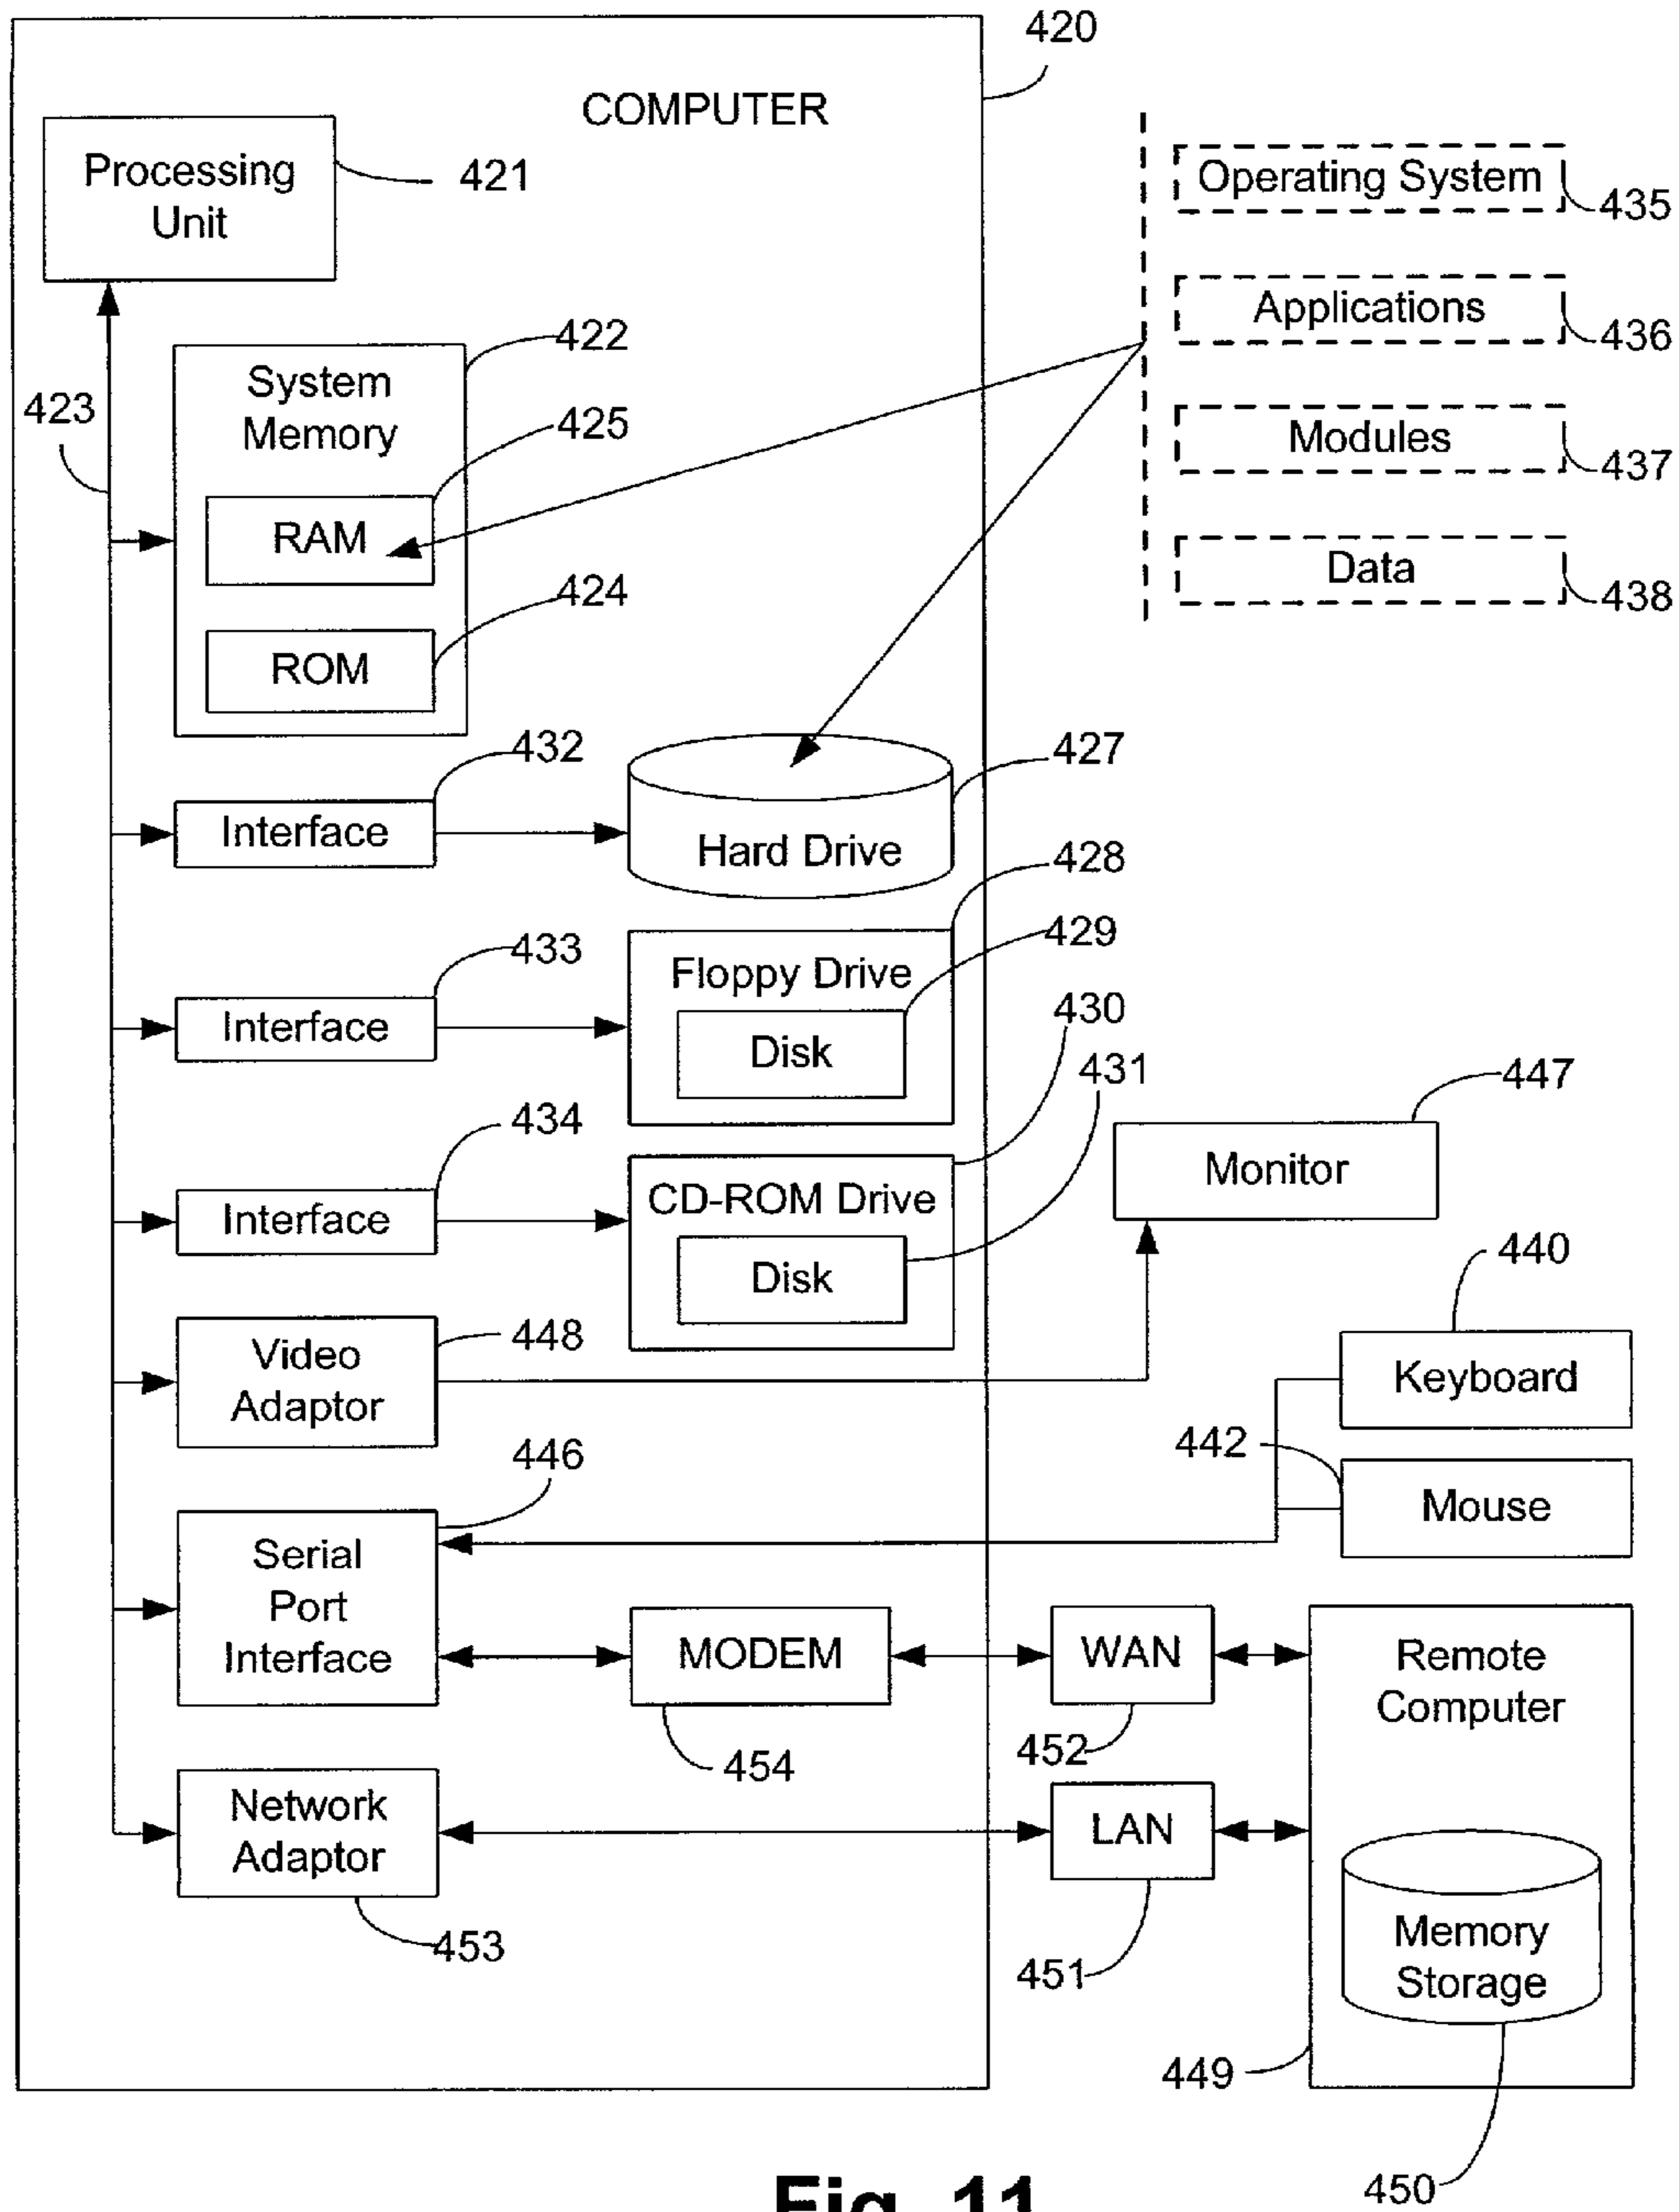 420
COMPUTER
Processing
Unit
421
Operating System
435
Applications
436
Modules
437
Data
438
422
System
Memory
423
425
RAM
424
ROM
432
Interface
427
Hard Drive
428
433
Interface
429
Floppy Drive
Disk
430
431
434
Interface
CD-ROM Drive
Disk
447
Monitor
440
Keyboard
448
Video
Adaptor
442
Mouse
446
Serial
Port
Interface
MODEM
454
WAN
452
Remote
Computer
Network
Adaptor
453
LAN
451
Memory
Storage
449
450
Fig. 11